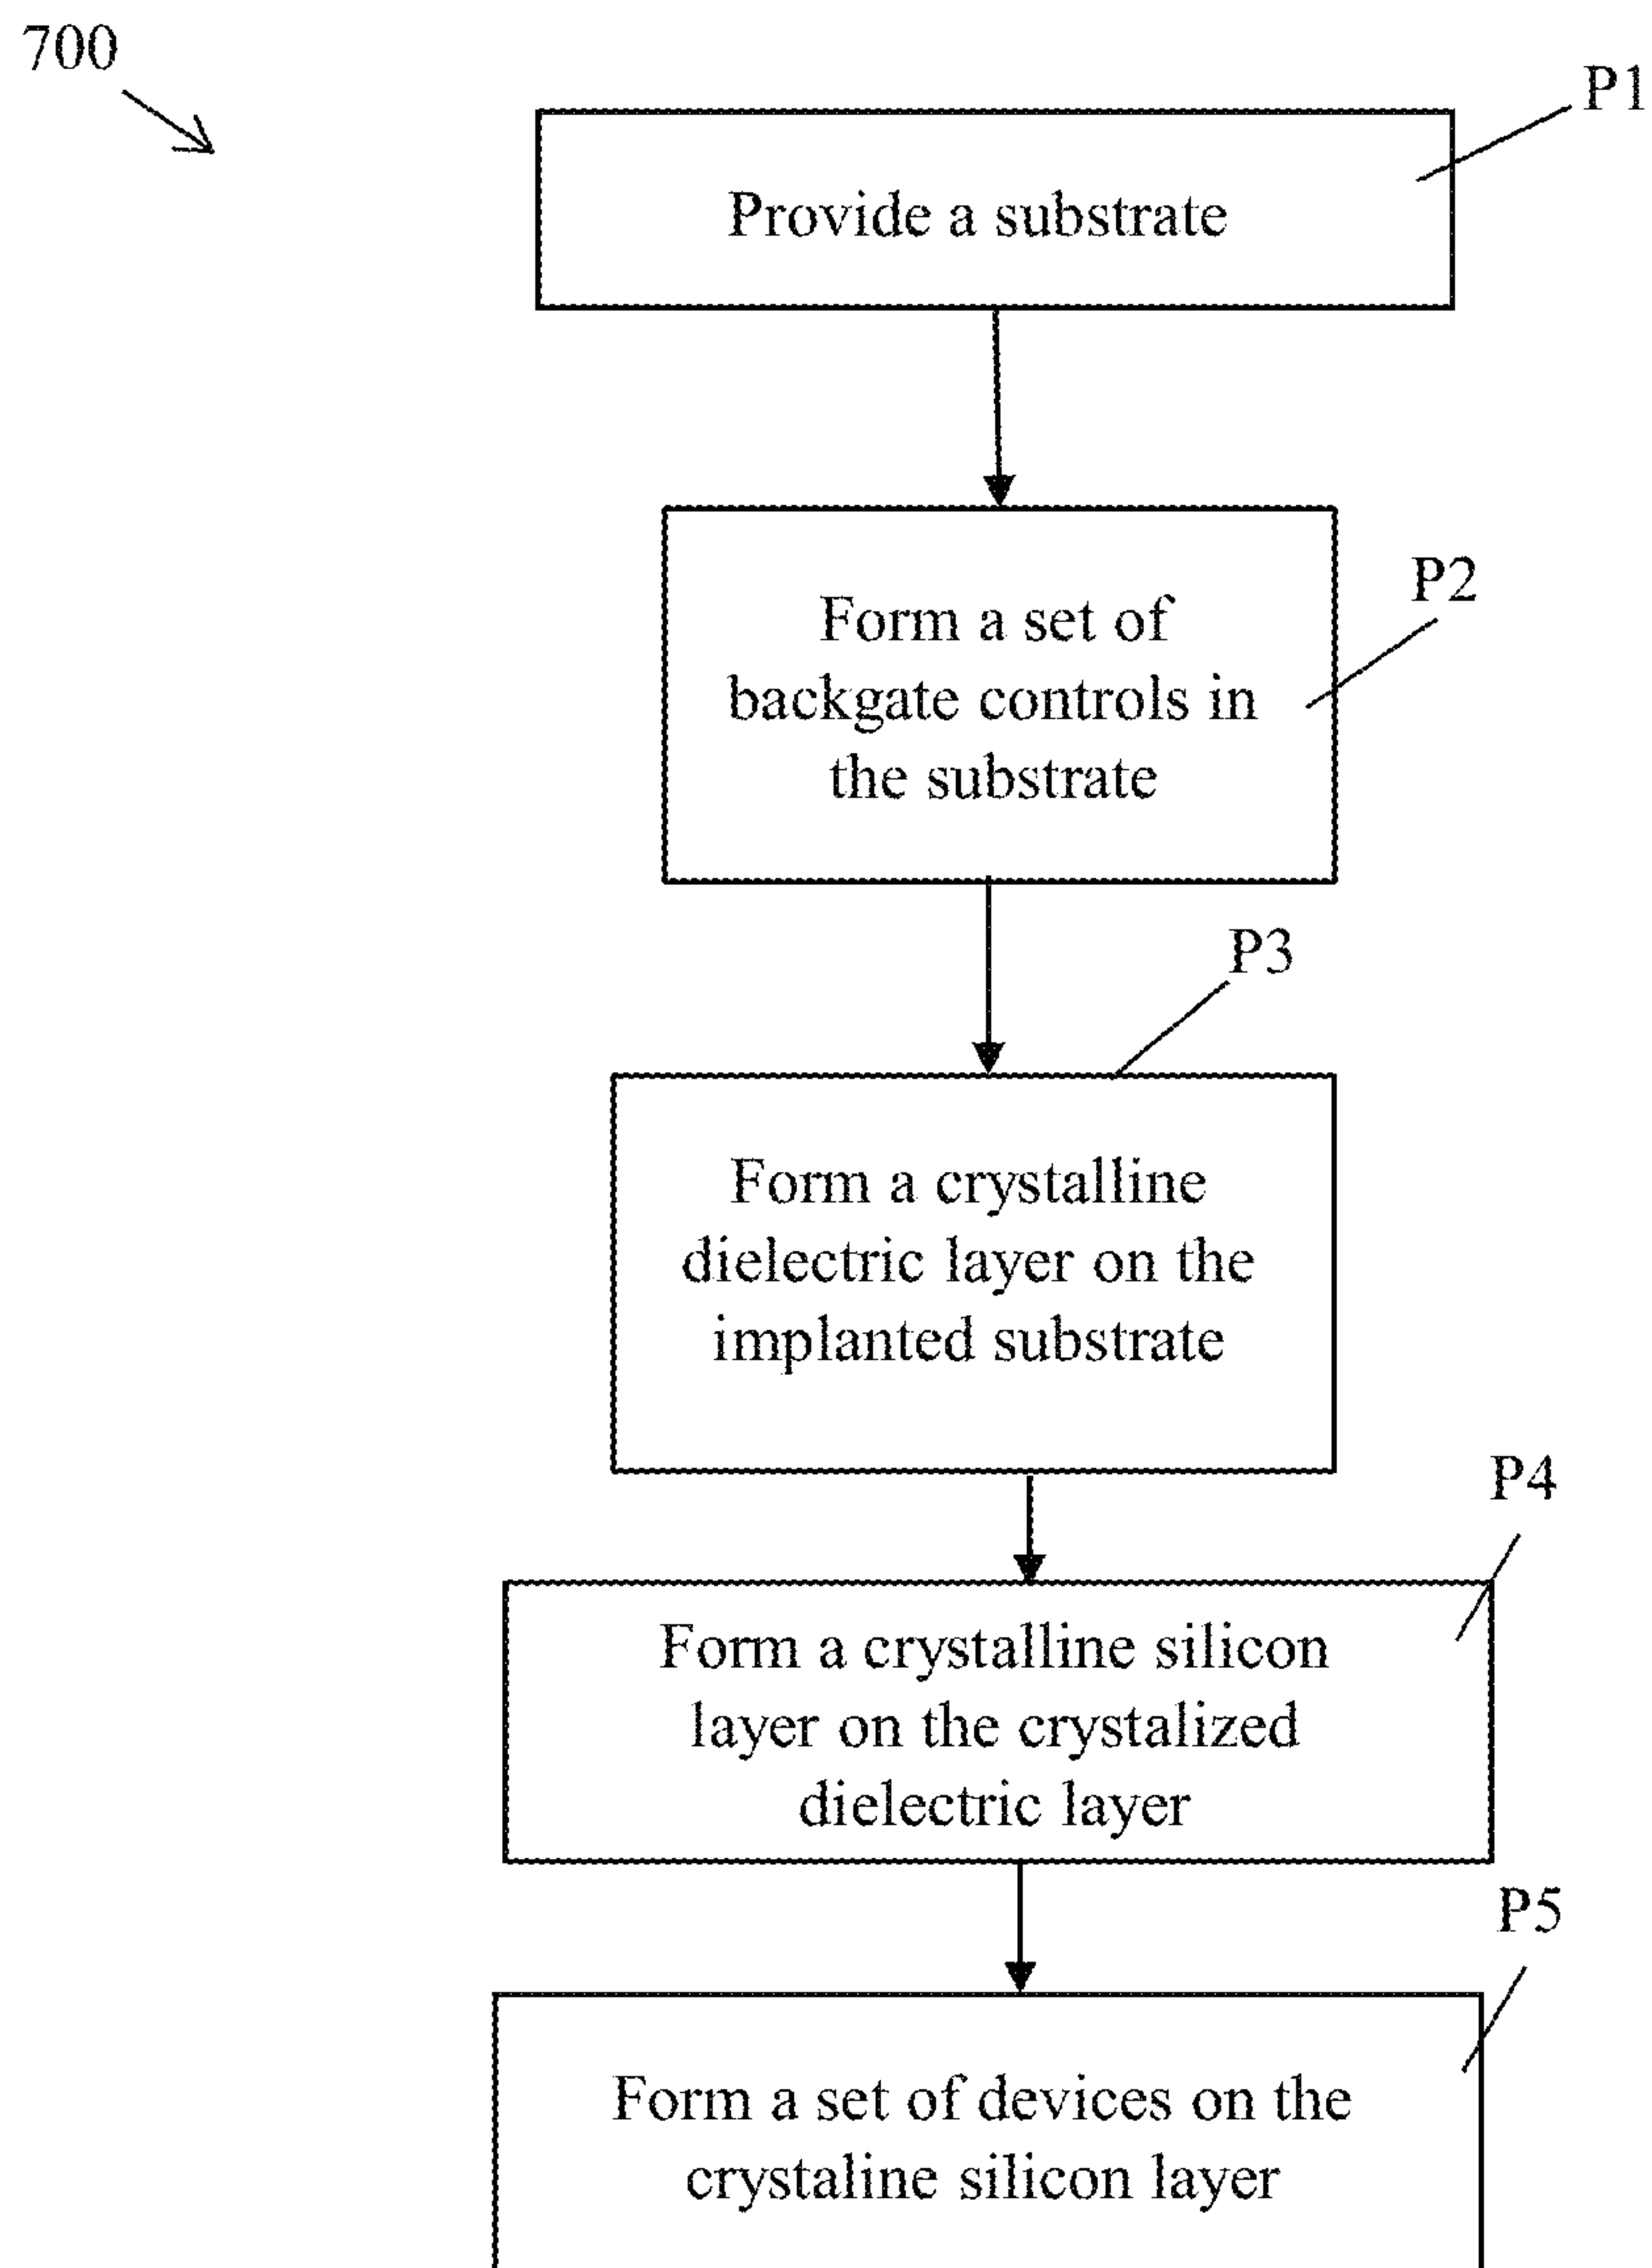 700
P1
Provide a substrate
P2
Form a set of
backgate controls in
the substrate
P3
Form a crystalline
dielectric layer on the
implanted substrate
P4
Form a crystalline silicon
layer on the crystalized
dielectric layer
P5
Form a set of devices on the
crystaline silicon layer